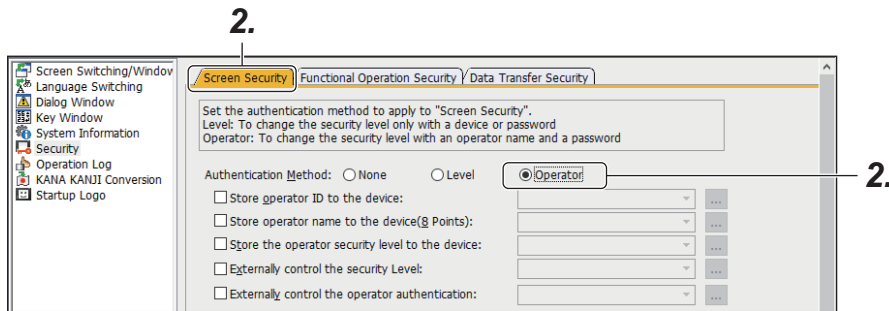 2.
Screen Switching/Window
Language Switching
Dialog Window
Key Window
System Information
Security
Operation Log
KANA KANJI Conversion
Startup Logo
Screen Security Functional Operation Security Data Transfer Security
Set the authentication method to apply to "Screen Security".
Level: To change the security level only with a device or password
Operator: To change the security level with an operator name and a password
Authentication Method: None Level Operator
2.
Store operator ID to the device: ...
Store operator name to the device(8 Points): ...
Store the operator security level to the device: ...
Externally control the security Level: ...
Externally control the operator authentication: ...